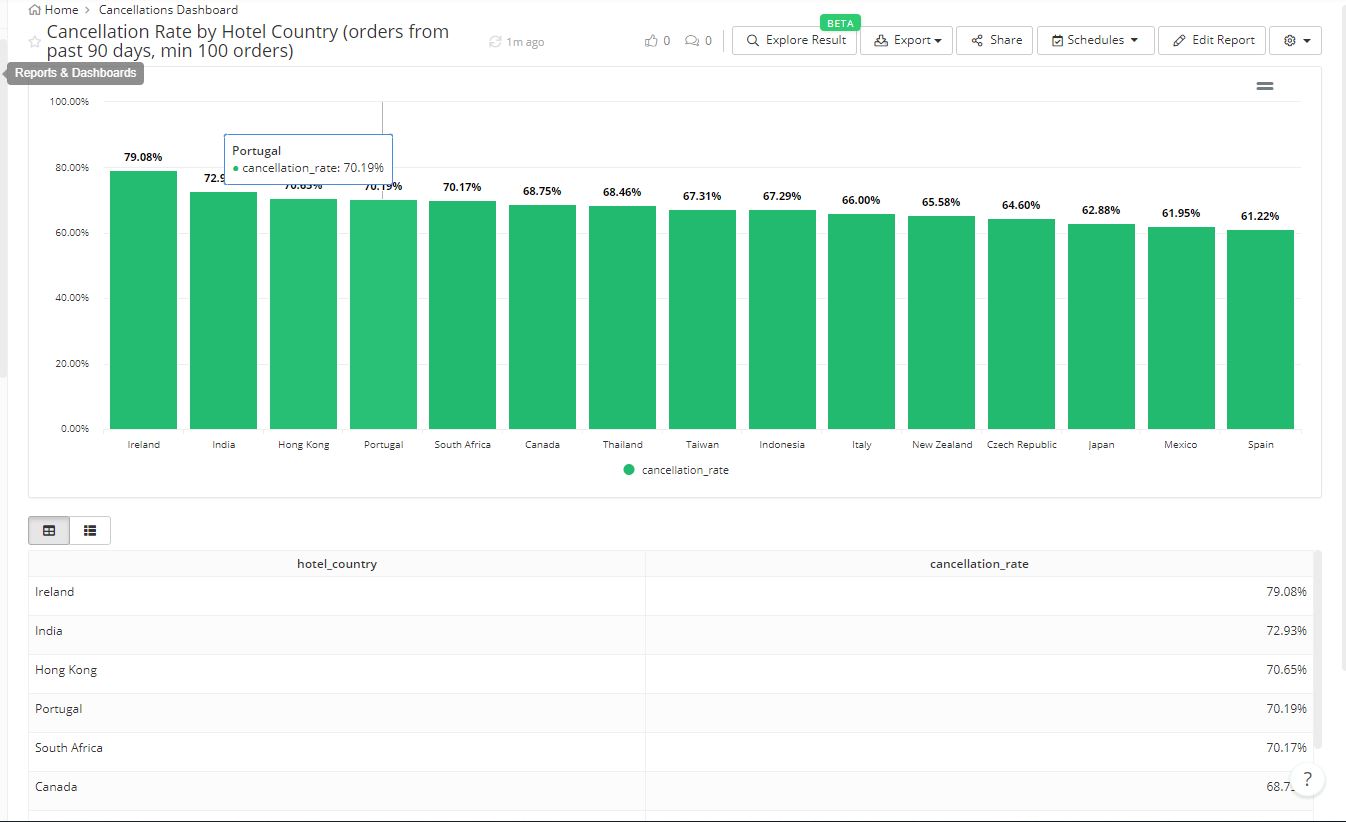 Home > Cancellations Dashboard
Cancellation Rate by Hotel Country (orders from
past 90 days, min 100 orders)
1m ago
0
0
BETA
Explore Result
Export
Share
Schedules
Edit Report
Reports & Dashboards
100.00%
80.00%
60.00%
40.00%
20.00%
0.00%
Portugal
cancellation_rate: 70.19%
79.08%
70.65%
70.19%
70.17%
68.75%
68.46%
67.31%
67.29%
66.00%
65.58%
64.60%
62.88%
61.95%
61.22%
Ireland
India
Hong Kong
Portugal
South Africa
Canada
Thailand
Taiwan
Indonesia
Italy
New Zealand
Czech Republic
Japan
Mexico
Spain
cancellation_rate
hotel_country cancellation_rate
Ireland 79.08%
India 72.93%
Hong Kong 70.65%
Portugal 70.19%
South Africa 70.17%
Canada
?